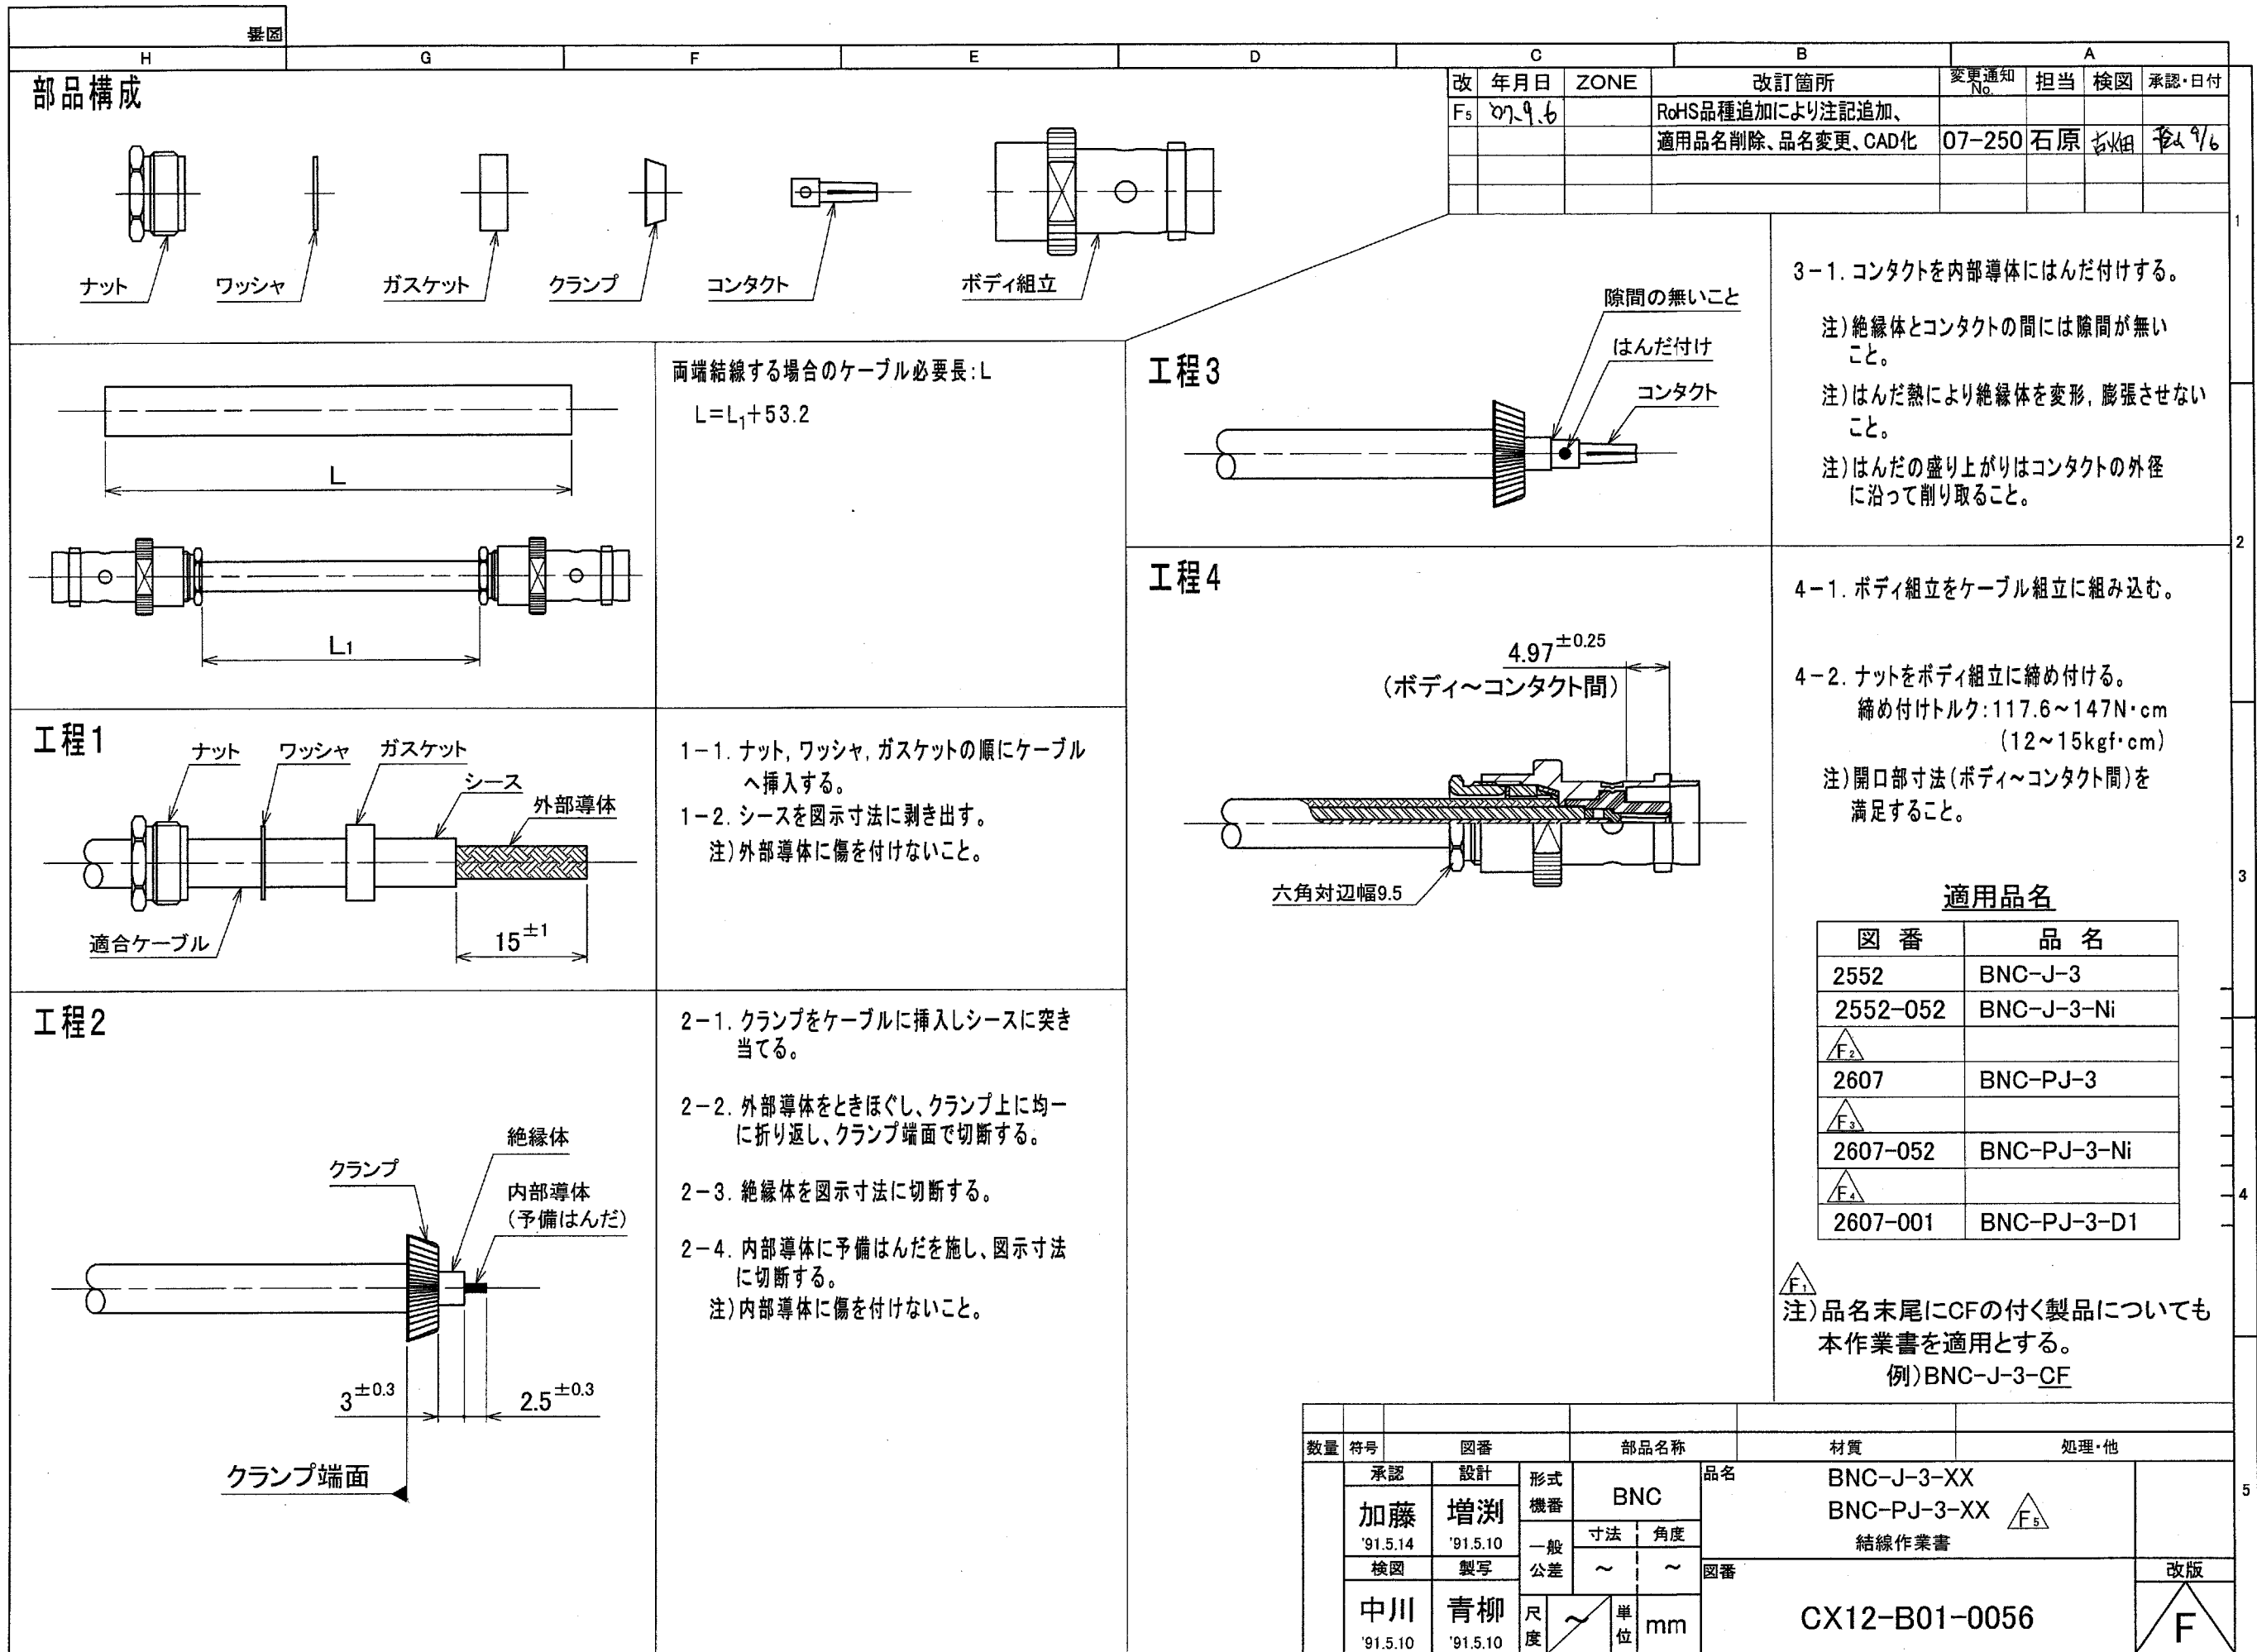 図番
H G F E D C B A
部品構成
ナット ワッシャ ガスケット クランプ コンタクト ボディ組立
改 年月日 ZONE 改訂箇所 変更通知No. 担当 検図 承認・日付
F5 '07.9.6 RoHS品種追加により注記追加、
適用品名削除、品名変更、CAD化 07-250 石原 古畑 9/6
1
2
3
4
5
L
L1
両端結線する場合のケーブル必要長:L
L=L1+53.2
工程1
ナット ワッシャ ガスケット
シース
外部導体
適合ケーブル
15±1
1-1. ナット, ワッシャ, ガスケットの順にケーブル
へ挿入する。
1-2. シースを図示寸法に剥き出す。
注)外部導体に傷を付けないこと。
工程2
絶縁体
クランプ
内部導体
(予備はんだ)
3±0.3 2.5±0.3
クランプ端面
2-1. クランプをケーブルに挿入しシースに突き
当てる。
2-2. 外部導体をときほぐし、クランプ上に均一
に折り返し、クランプ端面で切断する。
2-3. 絶縁体を図示寸法に切断する。
2-4. 内部導体に予備はんだを施し、図示寸法
に切断する。
注)内部導体に傷を付けないこと。
工程3
隙間の無いこと
はんだ付け
コンタクト
3-1. コンタクトを内部導体にはんだ付けする。
注)絶縁体とコンタクトの間には隙間が無い
こと。
注)はんだ熱により絶縁体を変形, 膨張させない
こと。
注)はんだの盛り上がりはコンタクトの外径
に沿って削り取ること。
工程4
4.97±0.25
(ボディ~コンタクト間)
六角対辺幅9.5
4-1. ボディ組立をケーブル組立に組み込む。
4-2. ナットをボディ組立に締め付ける。
締め付けトルク:117.6~147N・cm
(12~15kgf・cm)
注)開口部寸法(ボディ~コンタクト間)を
満足すること。
適用品名
図番 品名
2552 BNC-J-3
2552-052 BNC-J-3-Ni
F2
2607 BNC-PJ-3
F3
2607-052 BNC-PJ-3-Ni
F4
2607-001 BNC-PJ-3-D1
F1
注)品名末尾にCFの付く製品についても
本作業書を適用とする。
例)BNC-J-3-CF
数量 符号 図番 部品名称 材質 処理・他
承認 設計 形式機番 BNC
加藤 増渕
'91.5.14 '91.5.10
検図 製写
中川 青柳
'91.5.10 '91.5.10
一般公差 寸法 角度
~ ~
尺度 ~ 単位 mm
品名 BNC-J-3-XX
BNC-PJ-3-XX F5
結線作業書
図番 CX12-B01-0056
改版 F